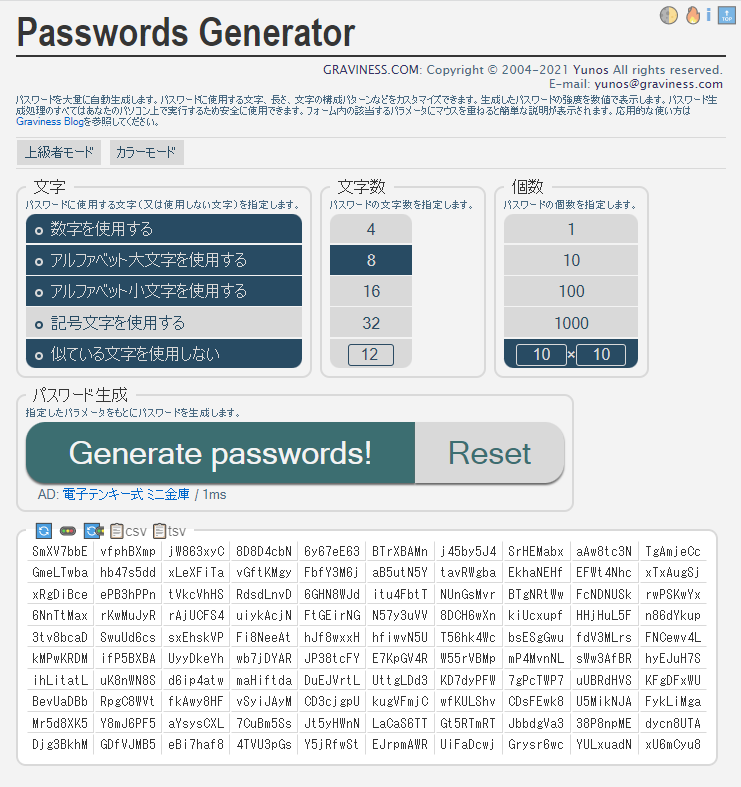 Passwords Generator
TOP
GRAVINESS.COM: Copyright © 2004-2021 Yunos All rights reserved.
E-mail: yunos@graviness.com
パスワードを大量に自動生成します。パスワードに使用する文字、長さ、文字の構成パターンなどをカスタマイズできます。生成したパスワードの強度を数値で表示します。パスワード生
成処理のすべてはあなたのパソコン上で実行するため安全に使用できます。フォーム内の該当するパラメータにマウスを重ねると簡単な説明が表示されます。応用的な使い方は
Graviness Blogを参照してください。
上級者モード カラーモード
文字
パスワードに使用する文字(又は使用しない文字)を指定します。
数字を使用する
アルファベット大文字を使用する
アルファベット小文字を使用する
記号文字を使用する
似ている文字を使用しない
文字数
パスワードの文字数を指定します。
4
8
16
32
12
個数
パスワードの個数を指定します。
1
10
100
1000
10 × 10
パスワード生成
指定したパラメータをもとにパスワードを生成します。
Generate passwords! Reset
AD: 電子テンキー式 ミニ金庫 / 1ms
csv tsv
SmXV7bbE vfphBXmp jW863xyC 8D8D4cbN 6y67eE63 BTrXBAMn j45by5J4 SrHEMabx aAw8tc3N TgAmjeCc
GmeLTwba hb47s5dd xLeXFiTa vGftKMgy FbfY3M6j aB5utN5Y tavRWgba EkhaNEHf EFWt4Nhc xTxAugSj
xRgDiBce ePB3hPPn tVkcVhHS RdsdLnvD 6GHN8WJd itu4FbtT NUnGsMvr BTgNRtWw FcNDNUSk rwPSKwYx
6NnTtMax rKwMuJyR rAjUCFS4 uiykAcjN FtGEirNG N57y3uVV 8DCH6wXn kiUcxupf HHjHuL5F n86dYkup
3tv8bcaD SwuUd6cs sxEhskVP Fi8NeeAt hJf8wxxH hfiwvN5U T56hk4Wc bsESgGwu fdV3MLrs FNCewv4L
kMPwKRDM ifP5BXBA UyyDkeYh wb7jDYAR JP38tcFY E7KpGV4R W55rVBMp mP4MvnNL sWw3AfBR hyEJuH7S
ihLitatL uK8nWN8S d6ip4atw maHiftda DuEJVrtL UttgLDd3 KD7dyPFW 7gPcTWP7 uUBRdHVS KFgDFxWU
BevUaDBb RpgC8WVt fkAwy8HF vSyiJAyM CD3cjgpU kugVFmjC wfKULShv CDsFEwk8 U5MikNJA FykLiMga
Mr5d8XK5 Y8mJ6PF5 aYsysCXL 7CuBm5Ss Jt5yHWnN LaCaS6TT Gt5RTmRT JbbdgVa3 38P8npME dycn8UTA
Djg3BkhM GDfVJMB5 eBi7haf8 4TVU3pGs Y5jRfwSt EJrpmAWR UiFaDcwj Grysr6wc YULxuadN xU6mCyu8